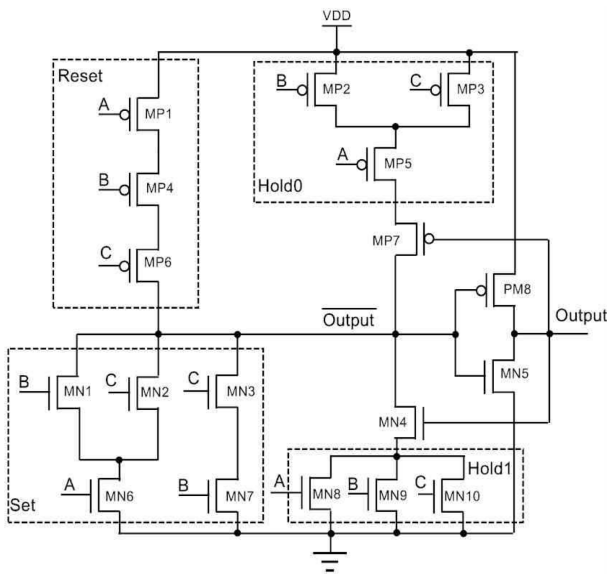 VDD
Reset
A
MP1
B
MP4
C
MP6
B
MP2
C
MP3
A
MP5
Hold0
MP7
PM8
Output
Output
MN5
B
MN1
C
MN2
C
MN3
A
MN6
B
MN7
Set
MN4
Hold1
A
MN8
B
MN9
C
MN10